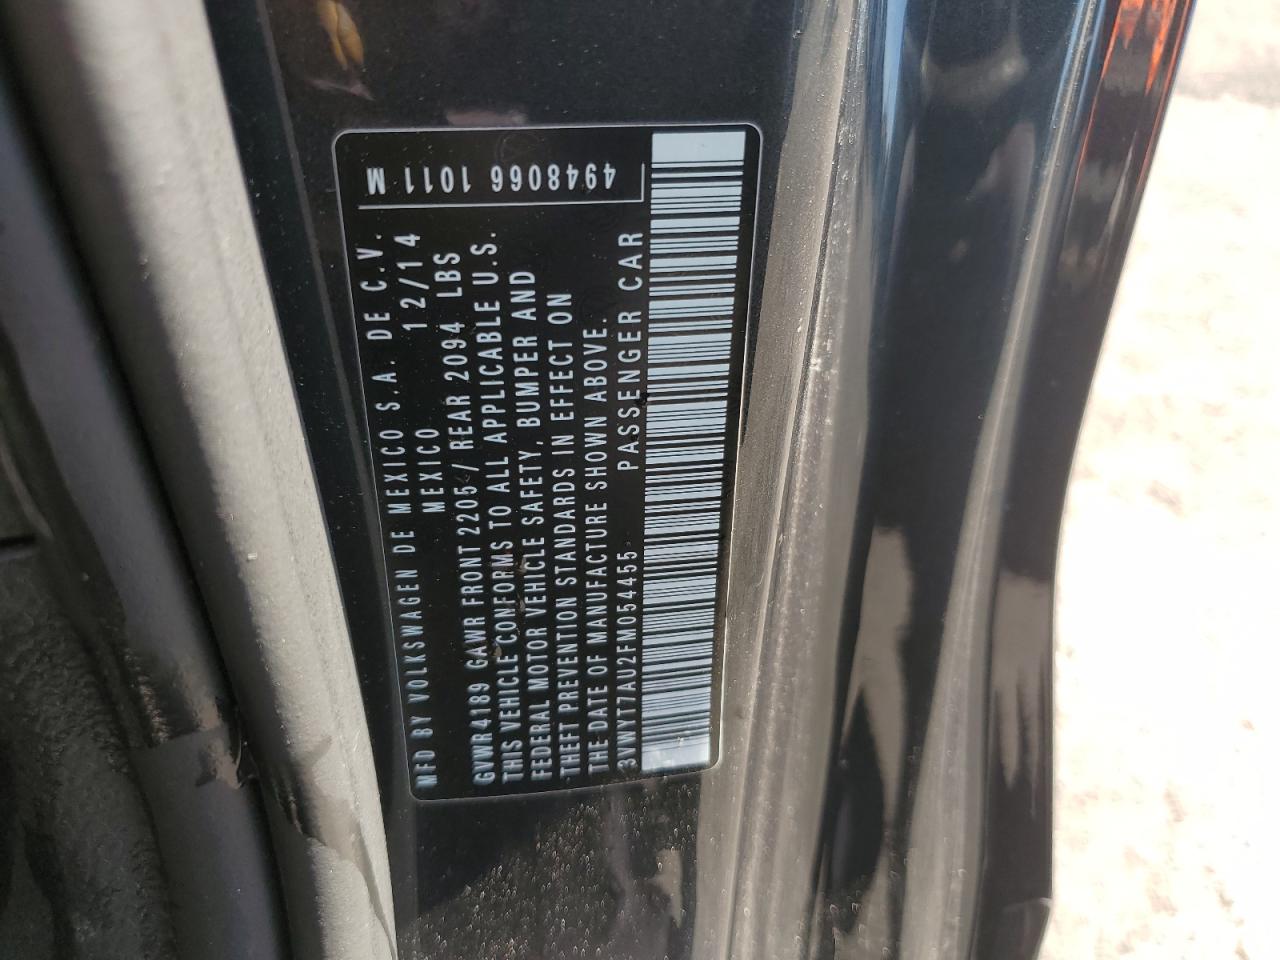 MFD BY VOLKSWAGEN DE MEXICO S.A. DE C.V.
MEXICO 12/14
GVWR 4189 GAWR FRONT 2205 / REAR 2094 LBS
THIS VEHICLE CONFORMS TO ALL APPLICABLE U.S.
FEDERAL MOTOR VEHICLE SAFETY, BUMPER AND
THEFT PREVENTION STANDARDS IN EFFECT ON
THE DATE OF MANUFACTURE SHOWN ABOVE.
3VWYT7AU2FM054455 PASSENGER CAR
4948066 1011 M